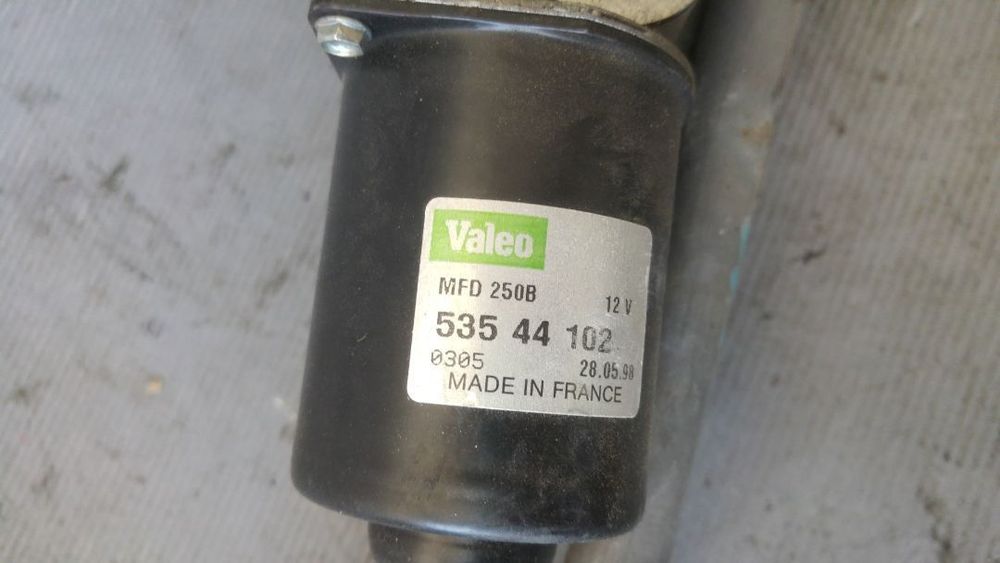 Valeo
MFD 250B 12 V
535 44 102
0305 28.05.98
MADE IN FRANCE